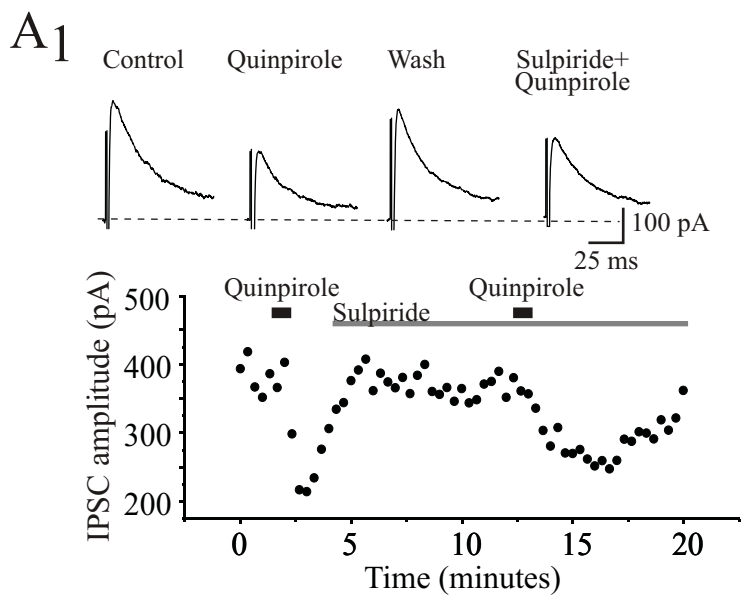 A1
Control Quinpirole Wash Sulpiride+
Quinpirole
100 pA
25 ms
Quinpirole Quinpirole
Sulpiride
IPSC amplitude (pA)
500
400
300
200
0 5 10 15 20
Time (minutes)